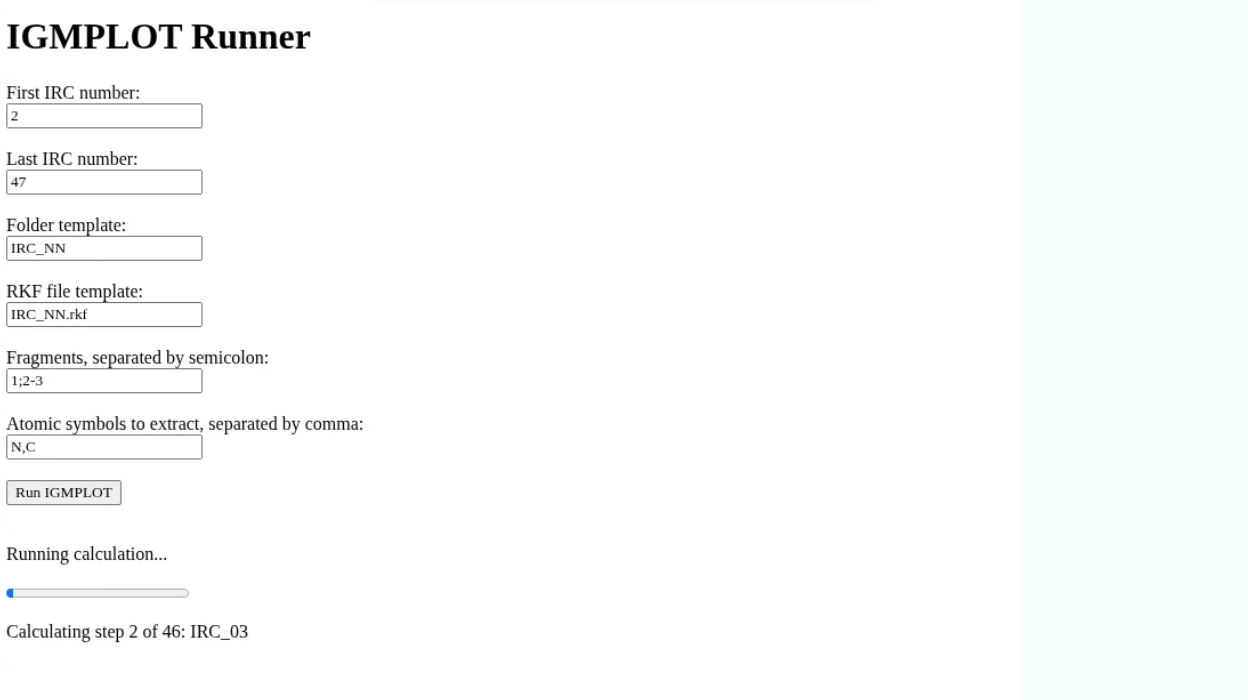 IGMPLOT Runner
First IRC number:
2
Last IRC number:
47
Folder template:
IRC_NN
RKF file template:
IRC_NN.rkf
Fragments, separated by semicolon:
1;2-3
Atomic symbols to extract, separated by comma:
N,C
Run IGMPLOT
Running calculation...
Calculating step 2 of 46: IRC_03